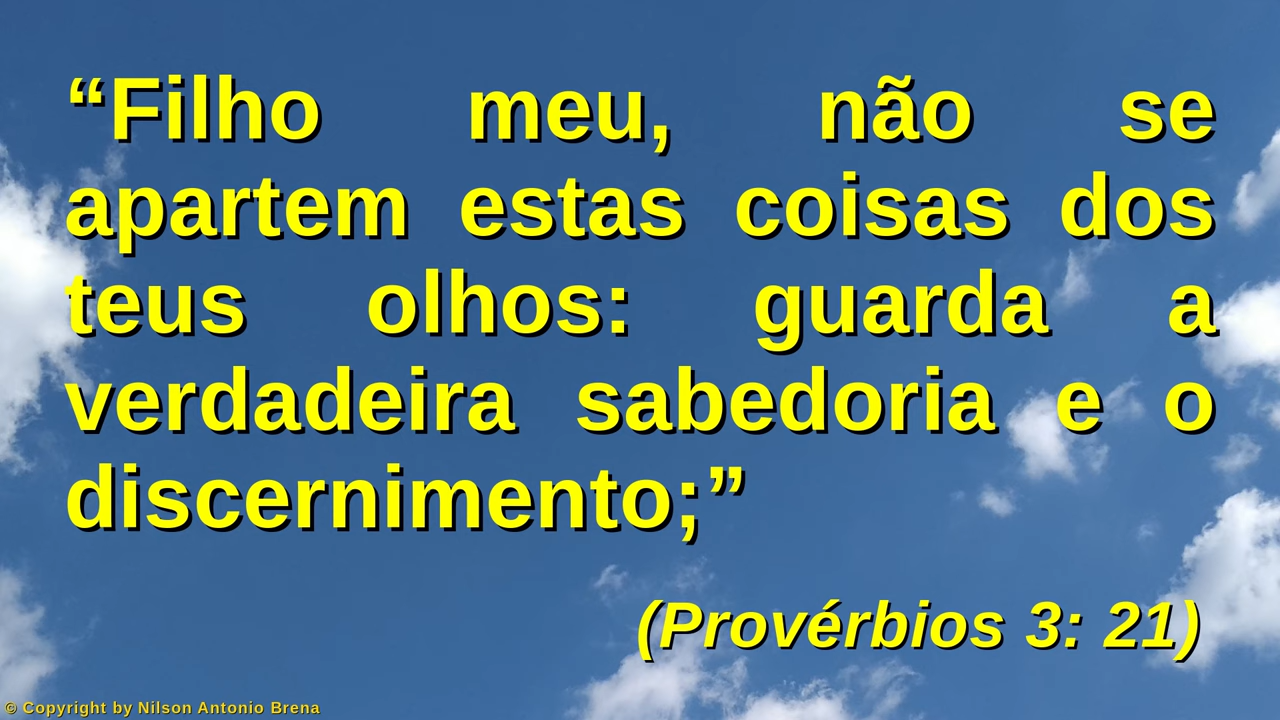 “Filho meu, não se
apartem estas coisas dos
teus olhos: guarda a
verdadeira sabedoria e o
discernimento;”
(Provérbios 3: 21)
© Copyright by Nilson Antonio Brena